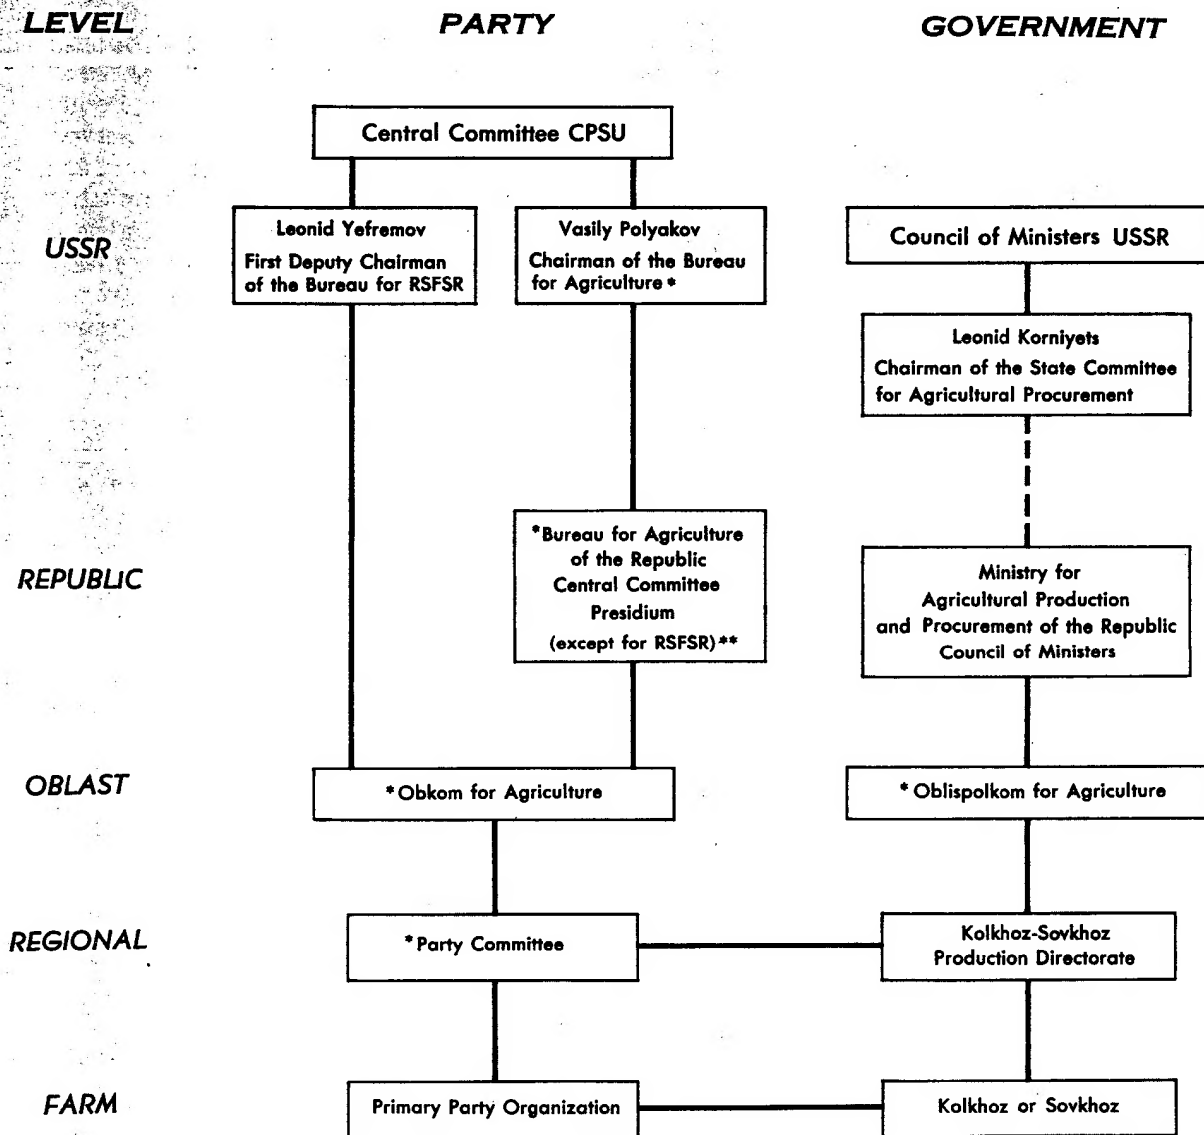 LEVEL
PARTY
GOVERNMENT
Central Committee CPSU
USSR
Leonid Yefremov
First Deputy Chairman
of the Bureau for RSFSR
Vasily Polyakov
Chairman of the Bureau
for Agriculture*
Council of Ministers USSR
Leonid Korniyets
Chairman of the State Committee
for Agricultural Procurement
REPUBLIC
*Bureau for Agriculture
of the Republic
Central Committee
Presidium
(except for RSFSR)**
Ministry for
Agricultural Production
and Procurement of the Republic
Council of Ministers
OBLAST
*Obkom for Agriculture
*Oblispolkom for Agriculture
REGIONAL
*Party Committee
Kolkhoz-Sovkhoz
Production Directorate
FARM
Primary Party Organization
Kolkhoz or Sovkhoz